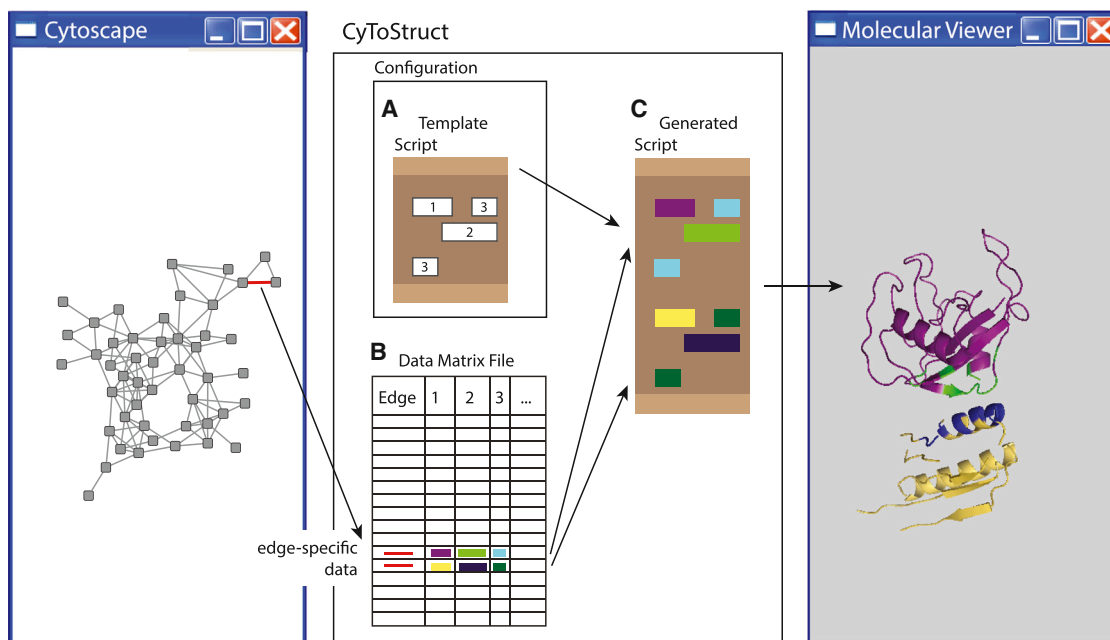 Cytoscape
CyToStruct
Configuration
A
Template
Script
1
3
2
3
B
Data Matrix File
Edge 1 2 3 ...
edge-specific
data
C
Generated
Script
Molecular Viewer